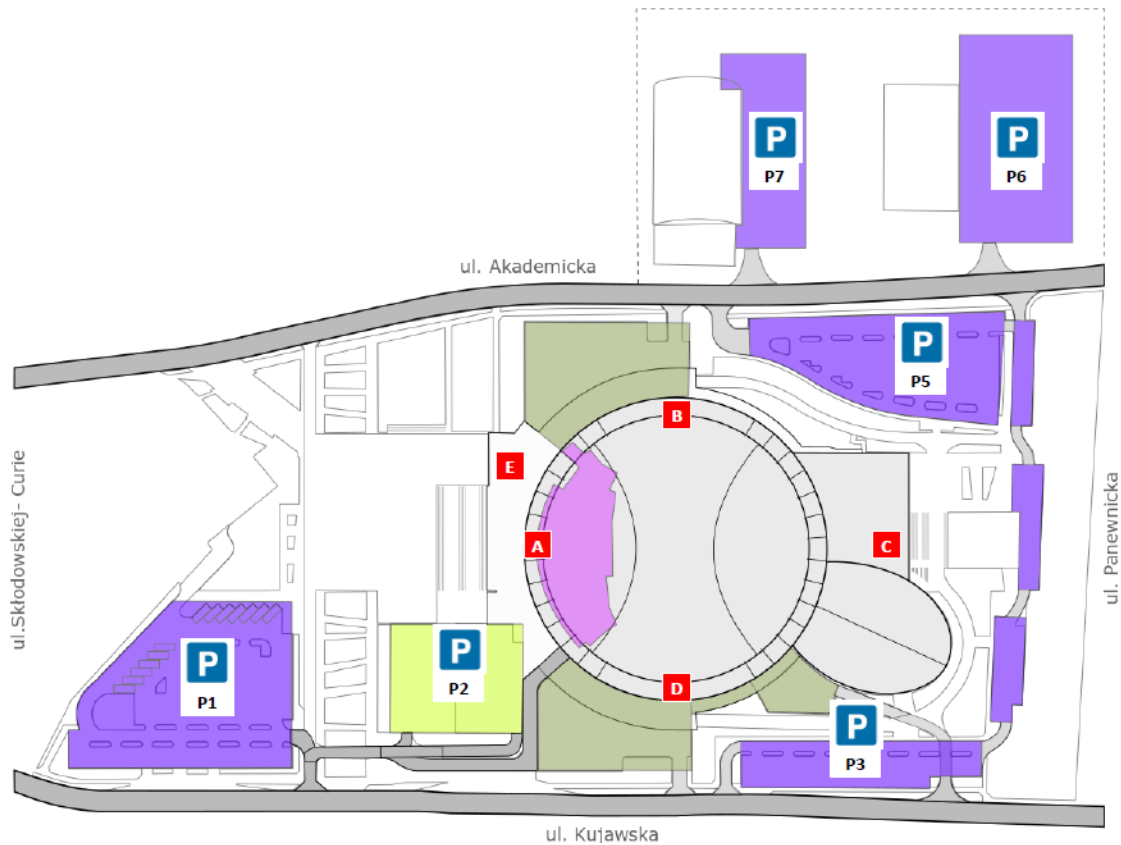 P
P7
P
P6
ul. Akademicka
P
P5
B
E
A
C
ul.Skłodowskiej- Curie
ul. Panewnicka
P
P1
P
P2
D
P
P3
ul. Kujawska